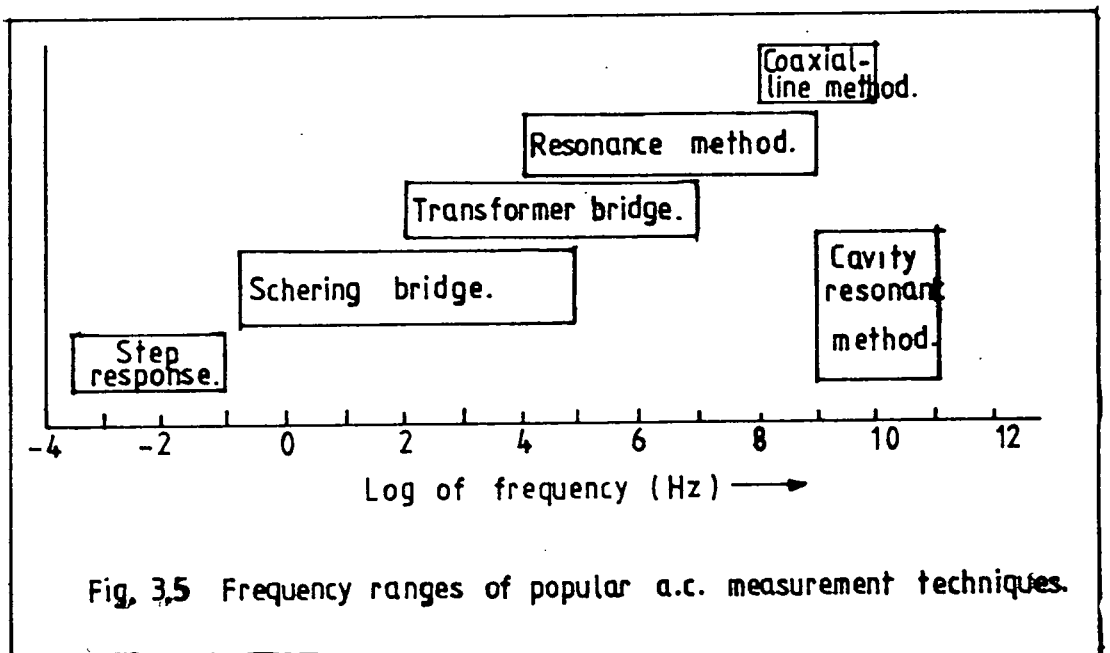 Coaxial-
line method.
Resonance method.
Transformer bridge.
Schering bridge.
Cavity
resonant
method.
Step
response.
-4 -2 0 2 4 6 8 10 12
Log of frequency (Hz)
Fig. 3.5 Frequency ranges of popular a.c. measurement techniques.